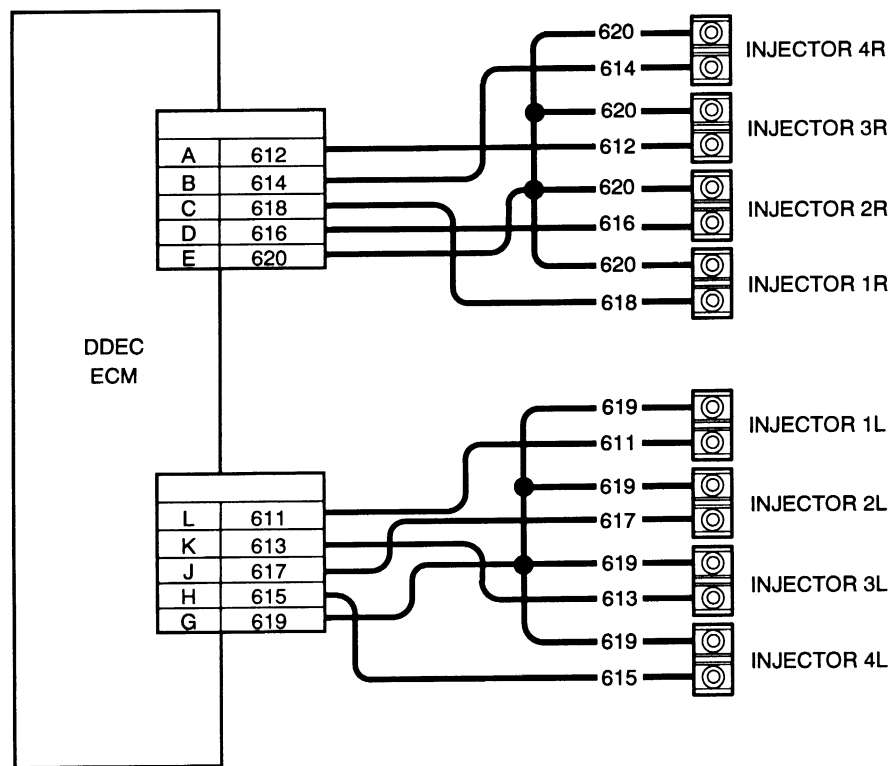 620
INJECTOR 4R
614
620
INJECTOR 3R
A 612
612
B 614
620
INJECTOR 2R
C 618
D 616
616
E 620
620
INJECTOR 1R
618
DDEC
ECM
619
INJECTOR 1L
611
619
INJECTOR 2L
L 611
617
K 613
J 617
619
INJECTOR 3L
H 615
613
G 619
619
INJECTOR 4L
615